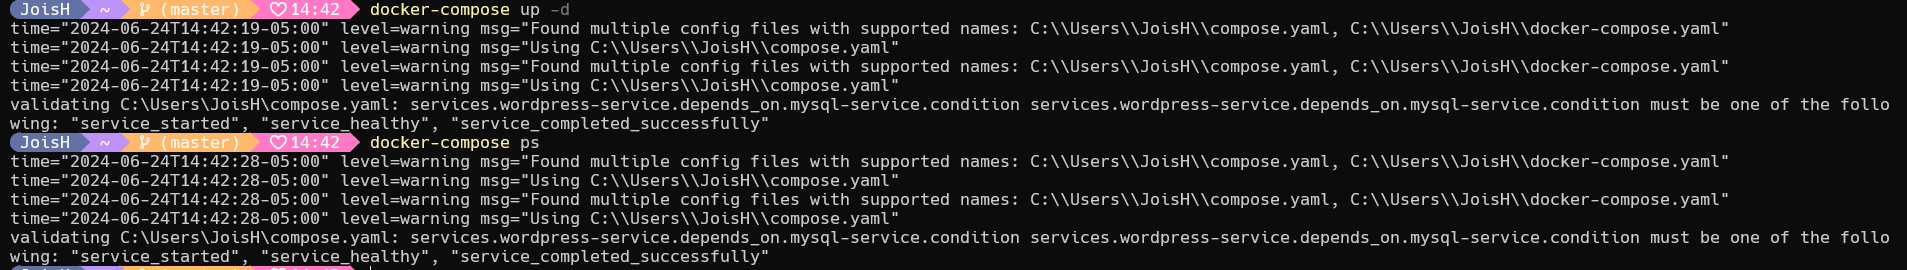 JoisH ~ (master) 14:42 docker-compose up -d
time="2024-06-24T14:42:19-05:00" level=warning msg="Found multiple config files with supported names: C:\\Users\\JoisH\\compose.yaml, C:\\Users\\JoisH\\docker-compose.yaml"
time="2024-06-24T14:42:19-05:00" level=warning msg="Using C:\\Users\\JoisH\\compose.yaml"
time="2024-06-24T14:42:19-05:00" level=warning msg="Found multiple config files with supported names: C:\\Users\\JoisH\\compose.yaml, C:\\Users\\JoisH\\docker-compose.yaml"
time="2024-06-24T14:42:19-05:00" level=warning msg="Using C:\\Users\\JoisH\\compose.yaml"
validating C:\Users\JoisH\compose.yaml: services.wordpress-service.depends_on.mysql-service.condition services.wordpress-service.depends_on.mysql-service.condition must be one of the follo
wing: "service_started", "service_healthy", "service_completed_successfully"
JoisH ~ (master) 14:42 docker-compose ps
time="2024-06-24T14:42:28-05:00" level=warning msg="Found multiple config files with supported names: C:\\Users\\JoisH\\compose.yaml, C:\\Users\\JoisH\\docker-compose.yaml"
time="2024-06-24T14:42:28-05:00" level=warning msg="Using C:\\Users\\JoisH\\compose.yaml"
time="2024-06-24T14:42:28-05:00" level=warning msg="Found multiple config files with supported names: C:\\Users\\JoisH\\compose.yaml, C:\\Users\\JoisH\\docker-compose.yaml"
time="2024-06-24T14:42:28-05:00" level=warning msg="Using C:\\Users\\JoisH\\compose.yaml"
validating C:\Users\JoisH\compose.yaml: services.wordpress-service.depends_on.mysql-service.condition services.wordpress-service.depends_on.mysql-service.condition must be one of the follo
wing: "service_started", "service_healthy", "service_completed_successfully"